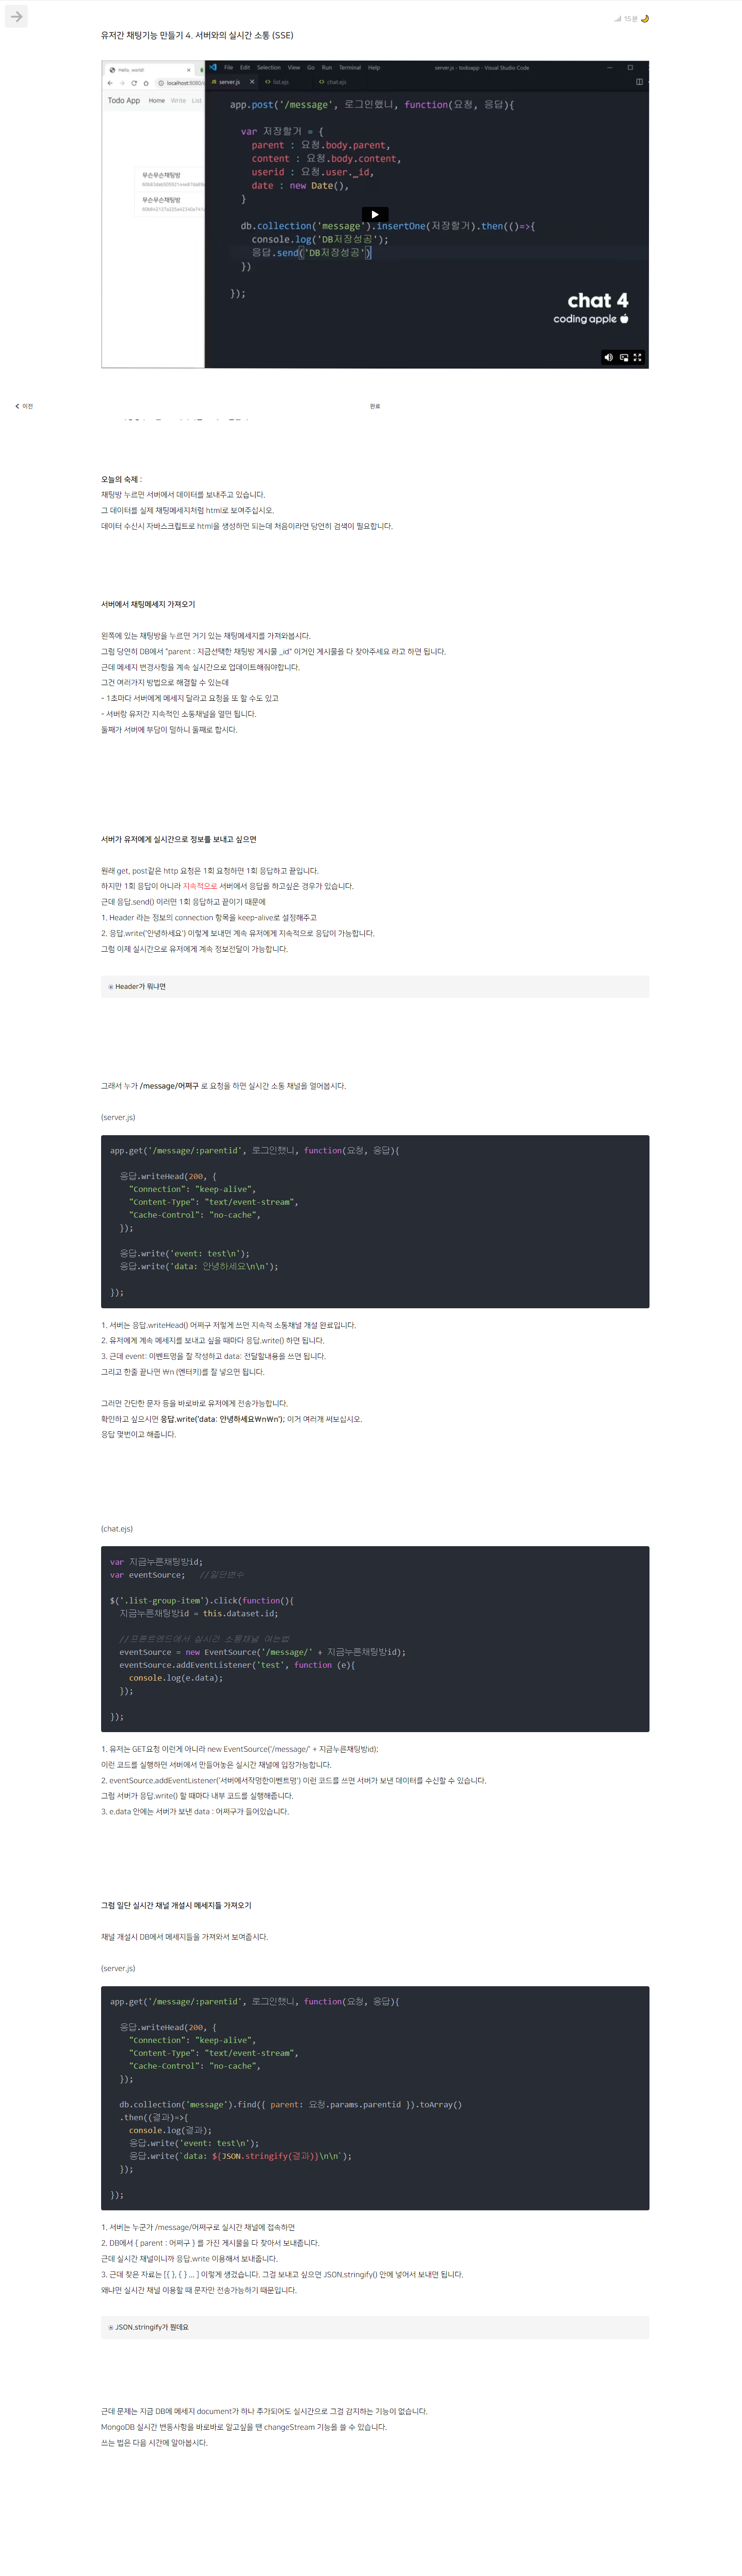 15분
유저간 채팅기능 만들기 4. 서버와의 실시간 소통 (SSE)
Hello, world!
localhost:8080/
Todo App Home Write List
무슨무슨채팅방
무슨무슨채팅방
File Edit Selection View Go Run Terminal Help
server.js - todoapp - Visual Studio Code
server.js
list.ejs
chat.ejs
app.post('/message', 로그인했니, function(요청, 응답){
var 저장할거 = {
parent : 요청.body.parent,
content : 요청.body.content,
userid : 요청.user._id,
date : new Date(),
}
db.collection('message').insertOne(저장할거).then(()=>{
console.log('DB저장성공');
응답.send('DB저장성공')
})
});
chat 4
coding apple
이전
완료
오늘의 숙제 :
채팅방 누르면 서버에서 데이터를 보내주고 있습니다.
그 데이터를 실제 채팅메세지처럼 html로 보여주십시오.
데이터 수신시 자바스크립트로 html을 생성하면 되는데 처음이라면 당연히 검색이 필요합니다.
서버에서 채팅메세지 가져오기
왼쪽에 있는 채팅방을 누르면 거기 있는 채팅메세지를 가져와봅시다.
그럼 당연히 DB에서 "parent : 지금선택한 채팅방 게시물 _id" 이거인 게시물을 다 찾아주세요 라고 하면 됩니다.
근데 메세지 변경사항을 계속 실시간으로 업데이트해줘야합니다.
그건 여러가지 방법으로 해결할 수 있는데
- 1초마다 서버에게 메세지 달라고 요청을 또 할 수도 있고
- 서버랑 유저간 지속적인 소통채널을 열면 됩니다.
둘째가 서버에 부담이 덜하니 둘째로 합시다.
서버가 유저에게 실시간으로 정보를 보내고 싶으면
원래 get, post같은 http 요청은 1회 요청하면 1회 응답하고 끝입니다.
하지만 1회 응답이 아니라 지속적으로 서버에서 응답을 하고싶은 경우가 있습니다.
근데 응답.send() 이러면 1회 응답하고 끝이기 때문에
1. Header 라는 정보의 connection 항목을 keep-alive로 설정해주고
2. 응답.write('안녕하세요') 이렇게 보내면 계속 유저에게 지속적으로 응답이 가능합니다.
그럼 이제 실시간으로 유저에게 계속 정보전달이 가능합니다.
Header가 뭐냐면
그래서 누가 /message/어쩌구 로 요청을 하면 실시간 소통 채널을 열어봅시다.
(server.js)
app.get('/message/:parentid', 로그인했니, function(요청, 응답){
응답.writeHead(200, {
"Connection": "keep-alive",
"Content-Type": "text/event-stream",
"Cache-Control": "no-cache",
});
응답.write('event: test\n');
응답.write('data: 안녕하세요\n\n');
});
1. 서버는 응답.writeHead() 어쩌구 저렇게 쓰면 지속적 소통채널 개설 완료입니다.
2. 유저에게 계속 메세지를 보내고 싶을 때마다 응답.write() 하면 됩니다.
3. 근데 event: 이벤트명을 잘 작성하고 data: 전달할내용을 쓰면 됩니다.
그리고 한줄 끝나면 ₩n (엔터키)를 잘 넣으면 됩니다.
그러면 간단한 문자 등을 바로바로 유저에게 전송가능합니다.
확인하고 싶으시면 응답.write('data: 안녕하세요₩n₩n'); 이거 여러개 써보십시오.
응답 몇번이고 해줍니다.
(chat.ejs)
var 지금누른채팅방id;
var eventSource; //일단변수
$('.list-group-item').click(function(){
지금누른채팅방id = this.dataset.id;
//프론트엔드에서 실시간 소통채널 여는법
eventSource = new EventSource('/message/' + 지금누른채팅방id);
eventSource.addEventListener('test', function (e){
console.log(e.data);
});
});
1. 유저는 GET요청 이런게 아니라 new EventSource('/message/' + 지금누른채팅방id);
이런 코드를 실행하면 서버에서 만들어놓은 실시간 채널에 입장가능합니다.
2. eventSource.addEventListener('서버에서작명한이벤트명') 이런 코드를 쓰면 서버가 보낸 데이터를 수신할 수 있습니다.
그럼 서버가 응답.write() 할 때마다 내부 코드를 실행해줍니다.
3. e.data 안에는 서버가 보낸 data : 어쩌구가 들어있습니다.
그럼 일단 실시간 채널 개설시 메세지들 가져오기
채널 개설시 DB에서 메세지들을 가져와서 보여줍시다.
(server.js)
app.get('/message/:parentid', 로그인했니, function(요청, 응답){
응답.writeHead(200, {
"Connection": "keep-alive",
"Content-Type": "text/event-stream",
"Cache-Control": "no-cache",
});
db.collection('message').find({ parent: 요청.params.parentid }).toArray()
.then((결과)=>{
console.log(결과);
응답.write('event: test\n');
응답.write(`data: ${JSON.stringify(결과)}\n\n`);
});
});
1. 서버는 누군가 /message/어쩌구로 실시간 채널에 접속하면
2. DB에서 { parent : 어쩌구 } 를 가진 게시물을 다 찾아서 보내줍니다.
근데 실시간 채널이니까 응답.write 이용해서 보내줍니다.
3. 근데 찾은 자료는 [{ }, { } ... ] 이렇게 생겼습니다. 그걸 보내고 싶으면 JSON.stringify() 안에 넣어서 보내면 됩니다.
왜냐면 실시간 채널 이용할 때 문자만 전송가능하기 때문입니다.
JSON.stringify가 뭔데요
근데 문제는 지금 DB에 메세지 document가 하나 추가되어도 실시간으로 그걸 감지하는 기능이 없습니다.
MongoDB 실시간 변동사항을 바로바로 알고싶을 땐 changeStream 기능을 쓸 수 있습니다.
쓰는 법은 다음 시간에 알아봅시다.